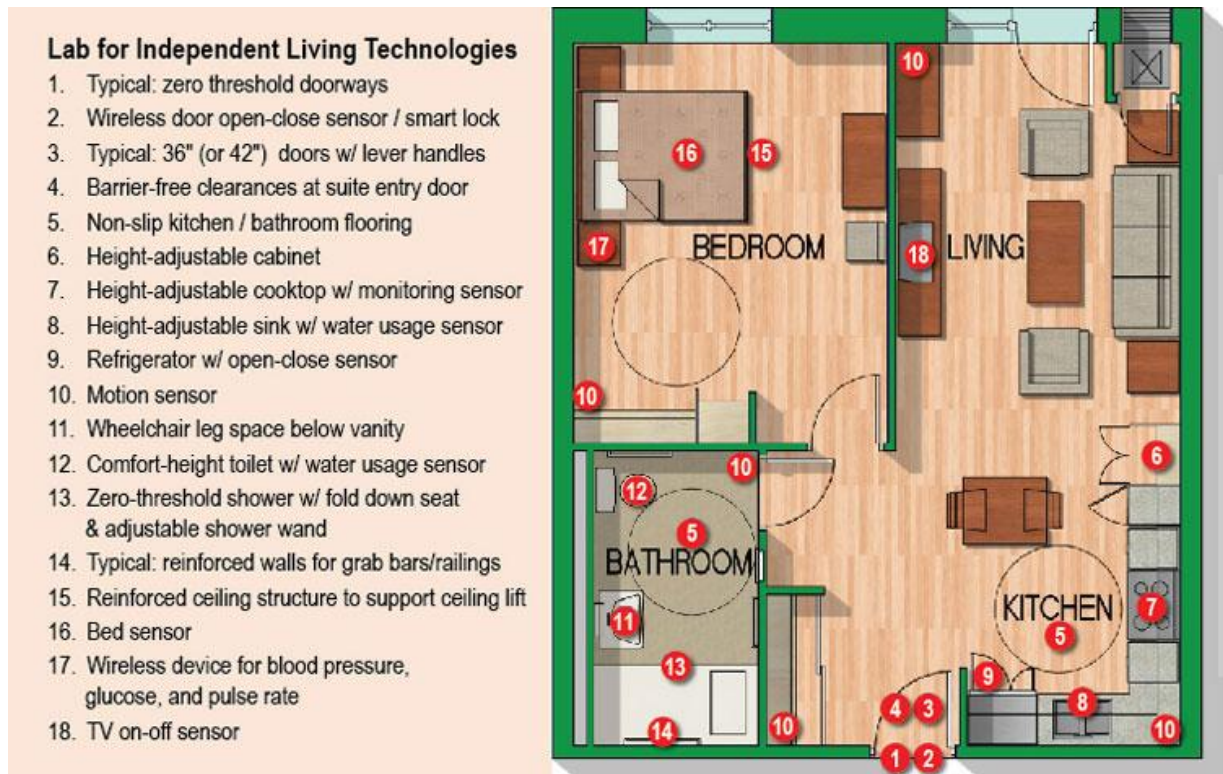 Lab for Independent Living Technologies
1. Typical: zero threshold doorways
2. Wireless door open-close sensor / smart lock
3. Typical: 36" (or 42") doors w/ lever handles
4. Barrier-free clearances at suite entry door
5. Non-slip kitchen / bathroom flooring
6. Height-adjustable cabinet
7. Height-adjustable cooktop w/ monitoring sensor
8. Height-adjustable sink w/ water usage sensor
9. Refrigerator w/ open-close sensor
10. Motion sensor
11. Wheelchair leg space below vanity
12. Comfort-height toilet w/ water usage sensor
13. Zero-threshold shower w/ fold down seat
& adjustable shower wand
14. Typical: reinforced walls for grab bars/railings
15. Reinforced ceiling structure to support ceiling lift
16. Bed sensor
17. Wireless device for blood pressure,
glucose, and pulse rate
18. TV on-off sensor
10
16 15
17 BEDROOM
18 LIVING
10
10
6
12
5
BATHROOM
7
KITCHEN
5
11
13
9
8
4 3
14
10
10
1 2